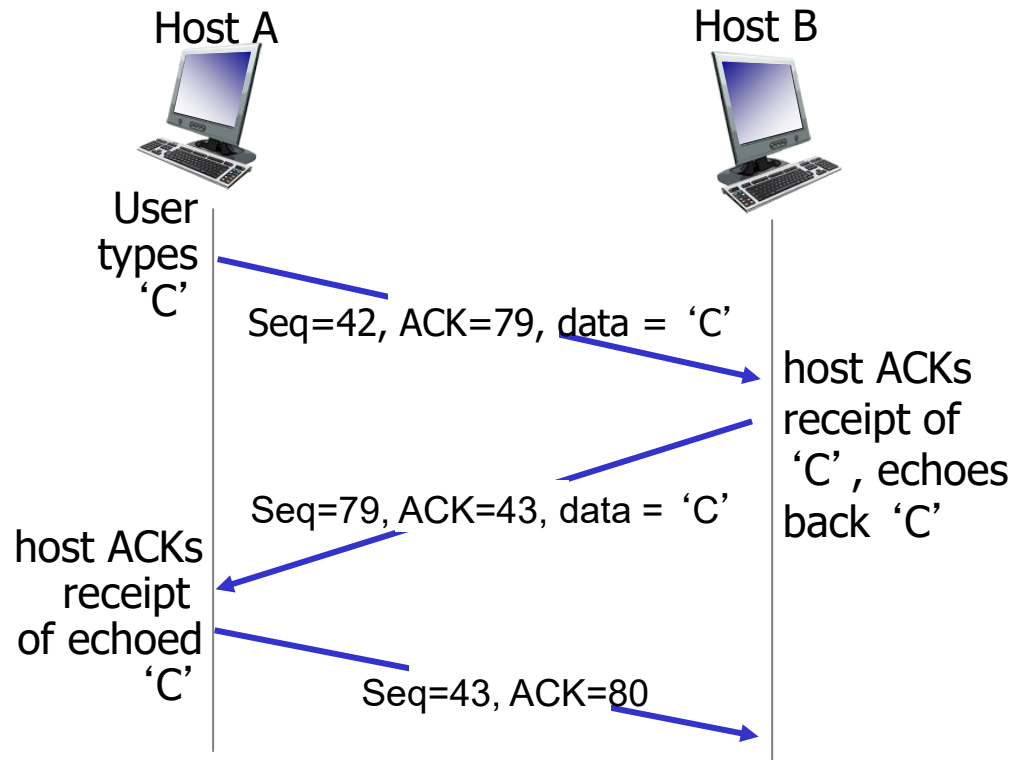 Host A
Host B
User
types
‘C’
Seq=42, ACK=79, data = ‘C’
host ACKs
receipt of
‘C’, echoes
back ‘C’
Seq=79, ACK=43, data = ‘C’
host ACKs
receipt
of echoed
‘C’
Seq=43, ACK=80